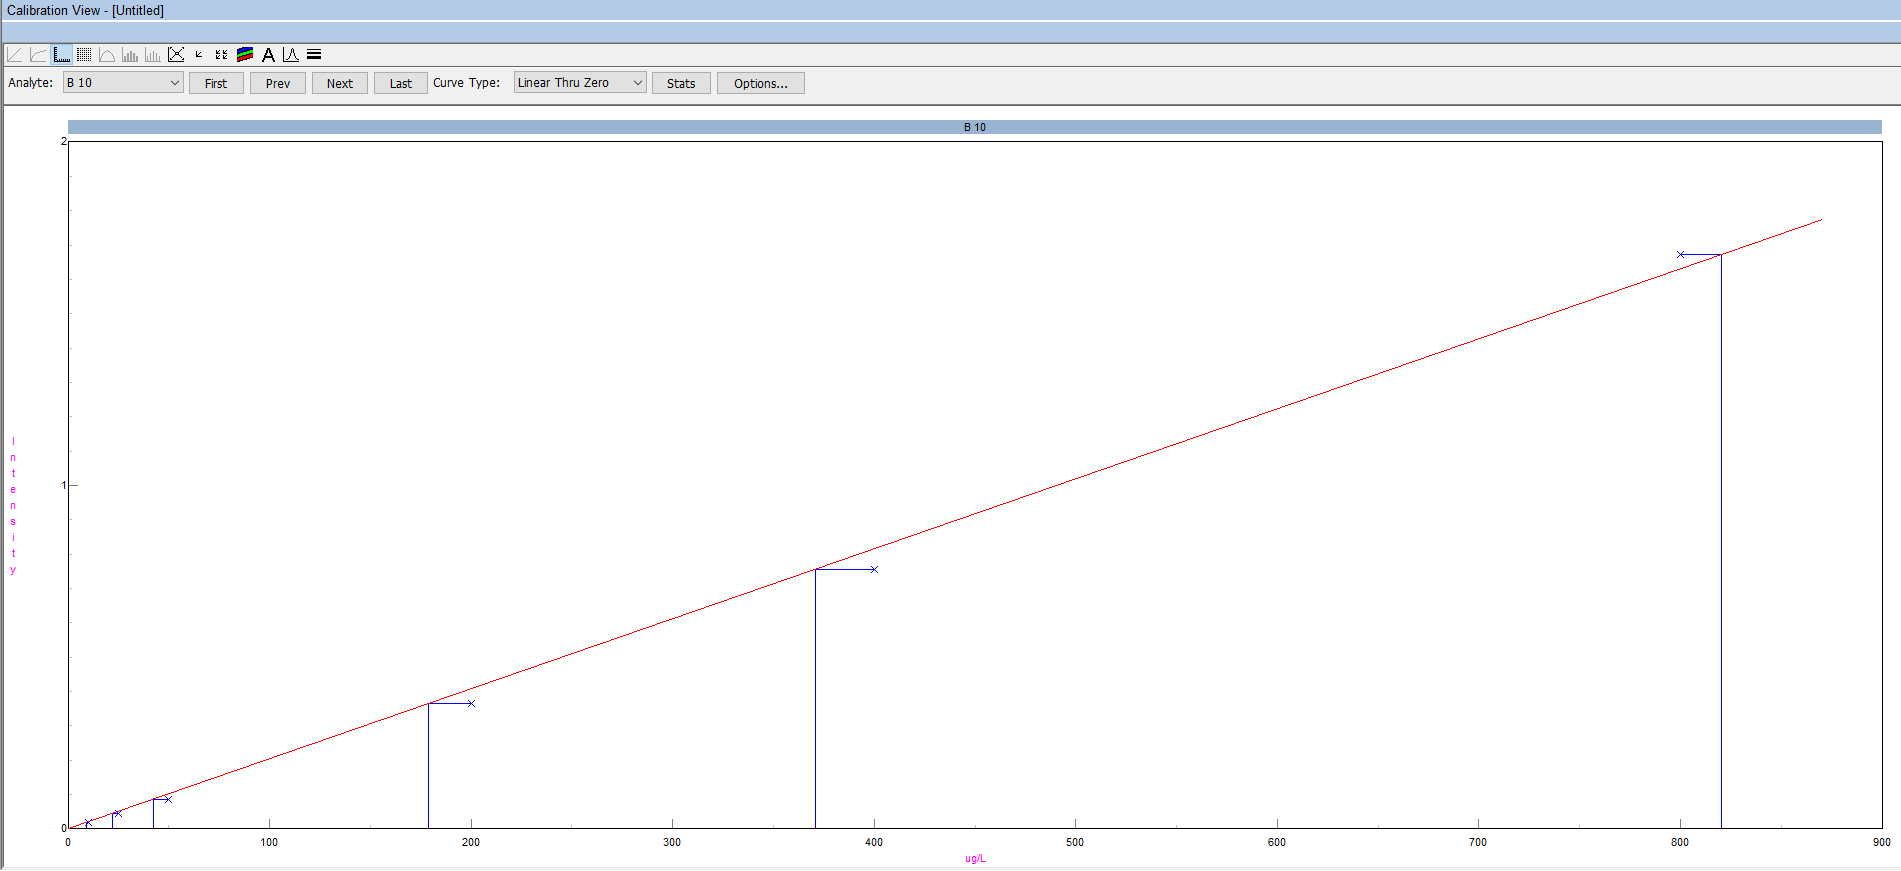 Calibration View - [Untitled]
A
Analyte: B 10 First Prev Next Last Curve Type: Linear Thru Zero Stats Options...
B 10
2
1
0
Intensity
0 100 200 300 400 500 600 700 800 900
ug/L